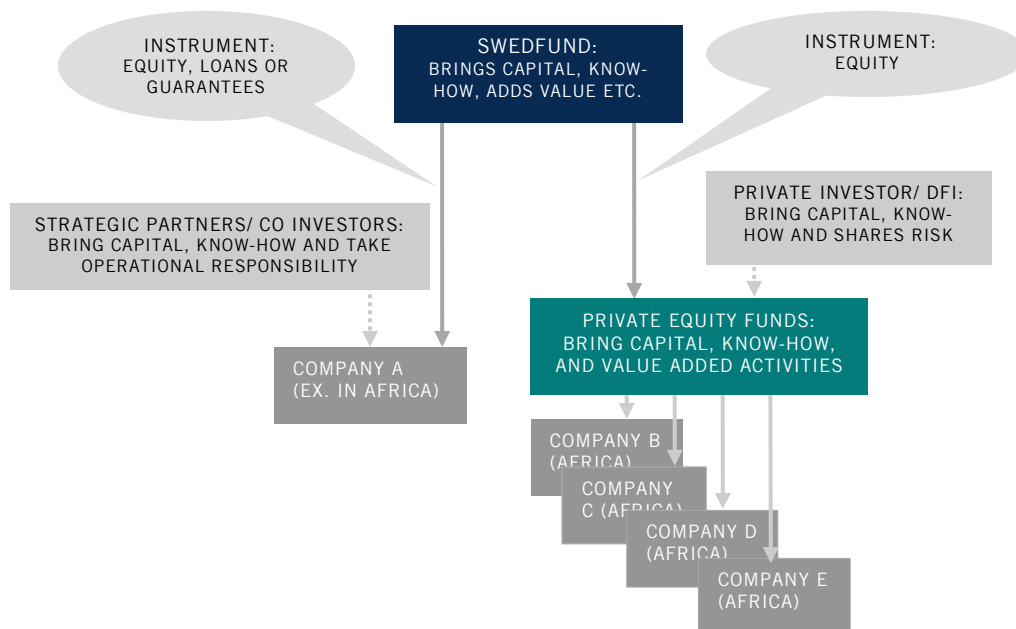 INSTRUMENT:
EQUITY, LOANS OR
GUARANTEES
SWEDFUND:
BRINGS CAPITAL, KNOW-
HOW, ADDS VALUE ETC.
INSTRUMENT:
EQUITY
STRATEGIC PARTNERS/ CO INVESTORS:
BRING CAPITAL, KNOW-HOW AND TAKE
OPERATIONAL RESPONSIBILITY
PRIVATE INVESTOR/ DFI:
BRING CAPITAL, KNOW-
HOW AND SHARES RISK
PRIVATE EQUITY FUNDS:
BRING CAPITAL, KNOW-HOW,
AND VALUE ADDED ACTIVITIES
COMPANY A
(EX. IN AFRICA)
COMPANY B
(AFRICA)
COMPANY
C (AFRICA)
COMPANY D
(AFRICA)
COMPANY E
(AFRICA)